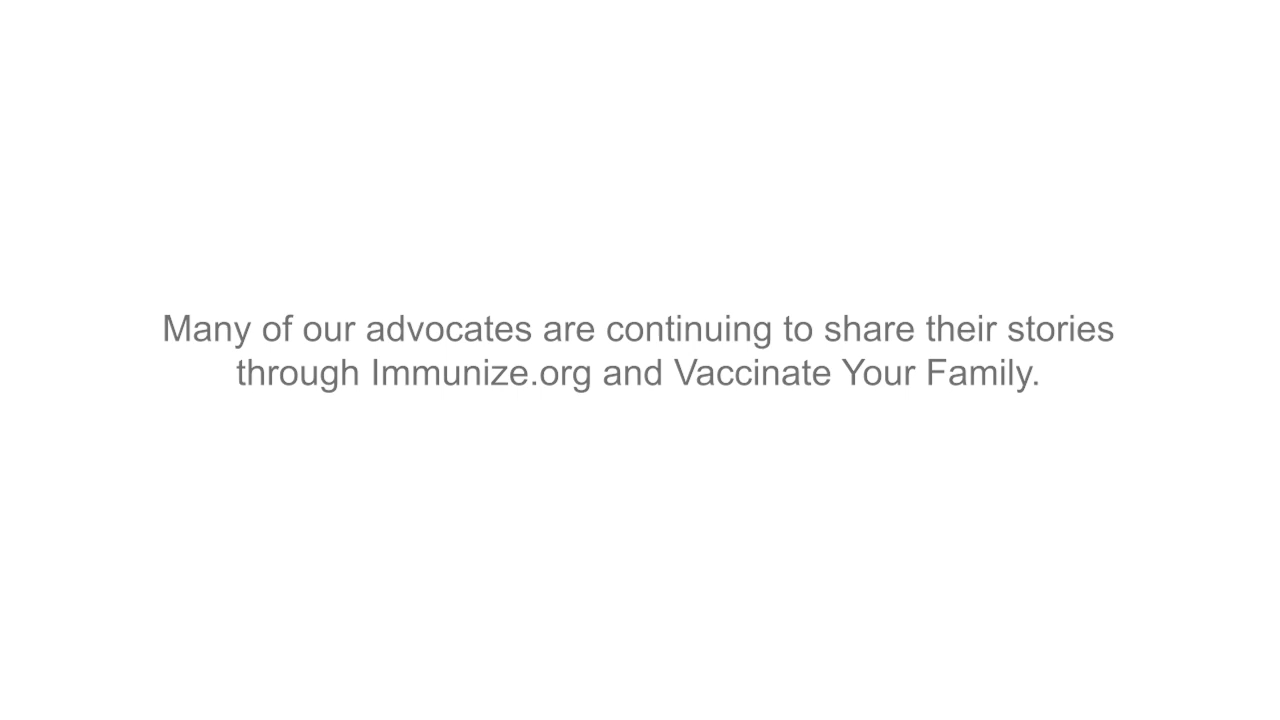 Many of our advocates are continuing to share their stories
through Immunize.org and Vaccinate Your Family.